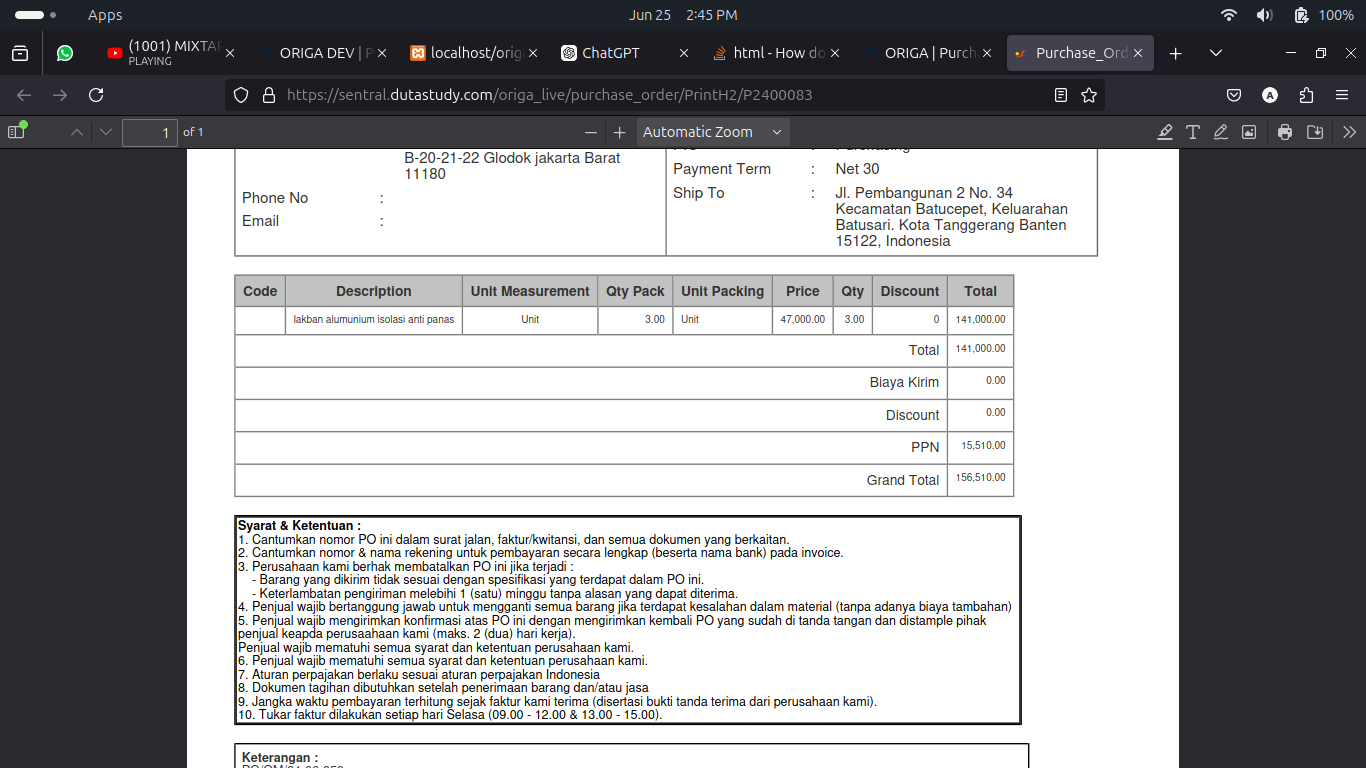 Apps
Jun 25 2:45 PM
100%
(1001) MIXTAP
PLAYING
ORIGA DEV | P
localhost/orig
ChatGPT
html - How do
ORIGA | Purch
Purchase_Ord
https://sentral.dutastudy.com/origa_live/purchase_order/PrintH2/P2400083
1 of 1
Automatic Zoom
B-20-21-22 Glodok jakarta Barat
11180
Phone No :
Email :
: Purchasing
Payment Term : Net 30
Ship To : Jl. Pembangunan 2 No. 34
Kecamatan Batucepet, Keluarahan
Batusari. Kota Tanggerang Banten
15122, Indonesia
Code Description Unit Measurement Qty Pack Unit Packing Price Qty Discount Total
lakban alumunium isolasi anti panas Unit 3.00 Unit 47,000.00 3.00 0 141,000.00
Total 141,000.00
Biaya Kirim 0.00
Discount 0.00
PPN 15,510.00
Grand Total 156,510.00
Syarat & Ketentuan :
1. Cantumkan nomor PO ini dalam surat jalan, faktur/kwitansi, dan semua dokumen yang berkaitan.
2. Cantumkan nomor & nama rekening untuk pembayaran secara lengkap (beserta nama bank) pada invoice.
3. Perusahaan kami berhak membatalkan PO ini jika terjadi :
- Barang yang dikirim tidak sesuai dengan spesifikasi yang terdapat dalam PO ini.
- Keterlambatan pengiriman melebihi 1 (satu) minggu tanpa alasan yang dapat diterima.
4. Penjual wajib bertanggung jawab untuk mengganti semua barang jika terdapat kesalahan dalam material (tanpa adanya biaya tambahan)
5. Penjual wajib mengirimkan konfirmasi atas PO ini dengan mengirimkan kembali PO yang sudah di tanda tangan dan distample pihak
penjual keapda perusaahaan kami (maks. 2 (dua) hari kerja).
Penjual wajib mematuhi semua syarat dan ketentuan perusahaan kami.
6. Penjual wajib mematuhi semua syarat dan ketentuan perusahaan kami.
7. Aturan perpajakan berlaku sesuai aturan perpajakan Indonesia
8. Dokumen tagihan dibutuhkan setelah penerimaan barang dan/atau jasa
9. Jangka waktu pembayaran terhitung sejak faktur kami terima (disertasi bukti tanda terima dari perusahaan kami).
10. Tukar faktur dilakukan setiap hari Selasa (09.00 - 12.00 & 13.00 - 15.00).
Keterangan :